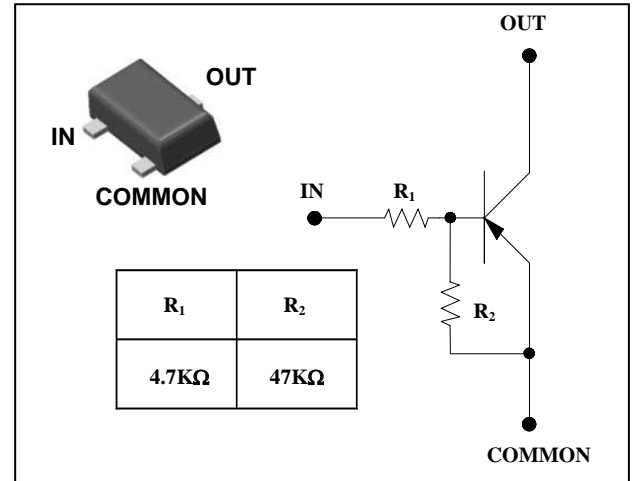 OUT
OUT
IN
COMMON
IN
R₁
R₂
R₁ R₂
4.7KΩ 47KΩ
COMMON